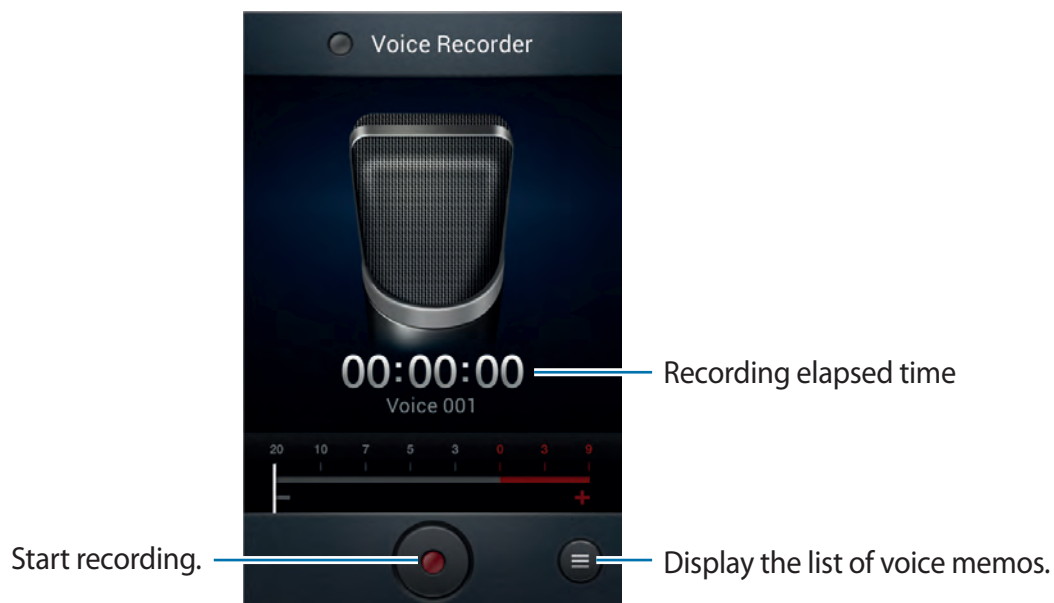 Voice Recorder
00:00:00
Recording elapsed time
Voice 001
20 10 7 5 3 0 3 9
- +
Start recording.
Display the list of voice memos.